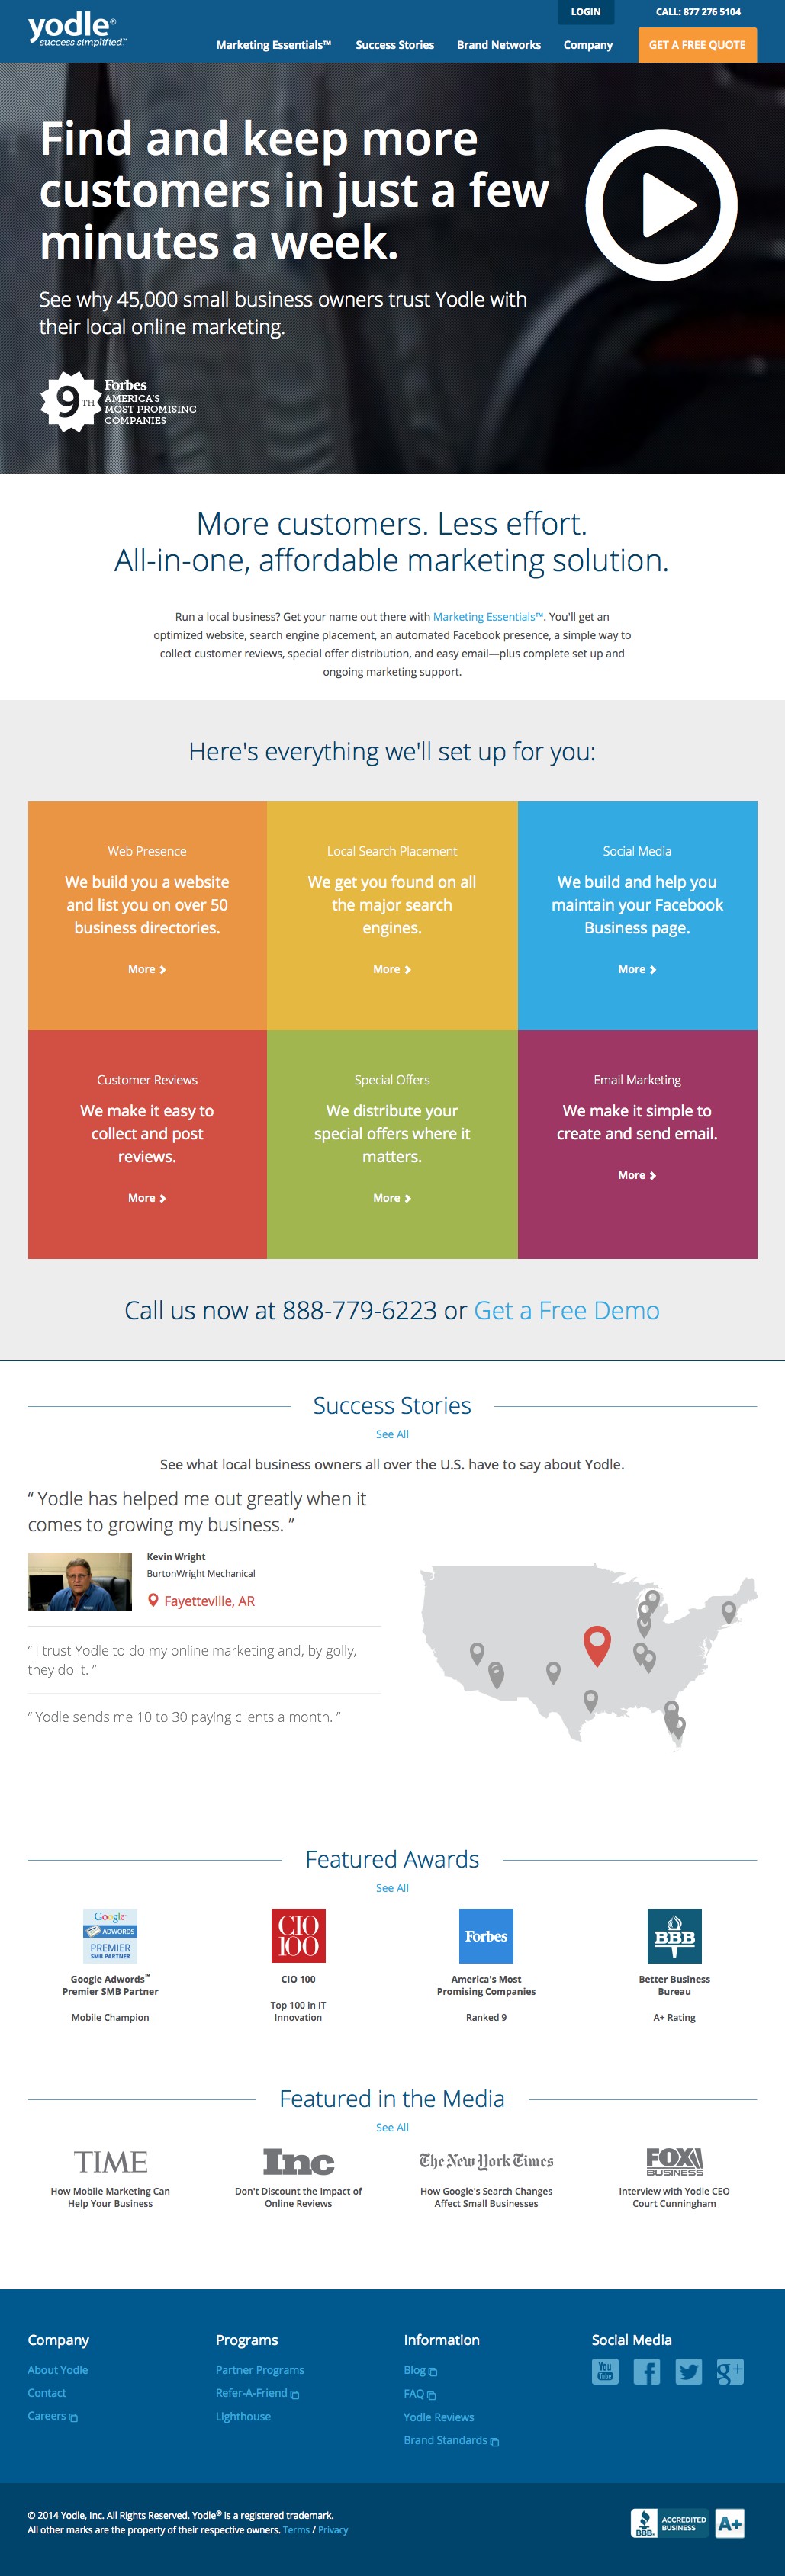 LOGIN
CALL: 877 276 5104
yodle®
success simplified™
Marketing Essentials™ Success Stories Brand Networks Company GET A FREE QUOTE
Find and keep more
customers in just a few
minutes a week.
See why 45,000 small business owners trust Yodle with
their local online marketing.
9TH
Forbes
AMERICA'S
MOST PROMISING
COMPANIES
More customers. Less effort.
All-in-one, affordable marketing solution.
Run a local business? Get your name out there with Marketing Essentials™. You'll get an
optimized website, search engine placement, an automated Facebook presence, a simple way to
collect customer reviews, special offer distribution, and easy email—plus complete set up and
ongoing marketing support.
Here's everything we'll set up for you:
Web Presence
We build you a website
and list you on over 50
business directories.
More
Local Search Placement
We get you found on all
the major search
engines.
More
Social Media
We build and help you
maintain your Facebook
Business page.
More
Customer Reviews
We make it easy to
collect and post
reviews.
More
Special Offers
We distribute your
special offers where it
matters.
More
Email Marketing
We make it simple to
create and send email.
More
Call us now at 888-779-6223 or Get a Free Demo
Success Stories
See All
See what local business owners all over the U.S. have to say about Yodle.
“ Yodle has helped me out greatly when it
comes to growing my business. ”
Kevin Wright
BurtonWright Mechanical
Fayetteville, AR
“ I trust Yodle to do my online marketing and, by golly,
they do it. ”
“ Yodle sends me 10 to 30 paying clients a month. ”
Featured Awards
See All
Google
ADWORDS
PREMIER
SMB PARTNER
Google Adwords™
Premier SMB Partner
Mobile Champion
CIO
100
CIO 100
Top 100 in IT
Innovation
Forbes
America's Most
Promising Companies
Ranked 9
BBB
Better Business
Bureau
A+ Rating
Featured in the Media
See All
TIME
How Mobile Marketing Can
Help Your Business
Inc
Don't Discount the Impact of
Online Reviews
The New York Times
How Google's Search Changes
Affect Small Businesses
FOX
BUSINESS
Interview with Yodle CEO
Court Cunningham
Company
About Yodle
Contact
Careers
Programs
Partner Programs
Refer-A-Friend
Lighthouse
Information
Blog
FAQ
Yodle Reviews
Brand Standards
Social Media
You Tube
f
g+
© 2014 Yodle, Inc. All Rights Reserved. Yodle® is a registered trademark.
All other marks are the property of their respective owners. Terms / Privacy
BBB.
ACCREDITED
BUSINESS
A+